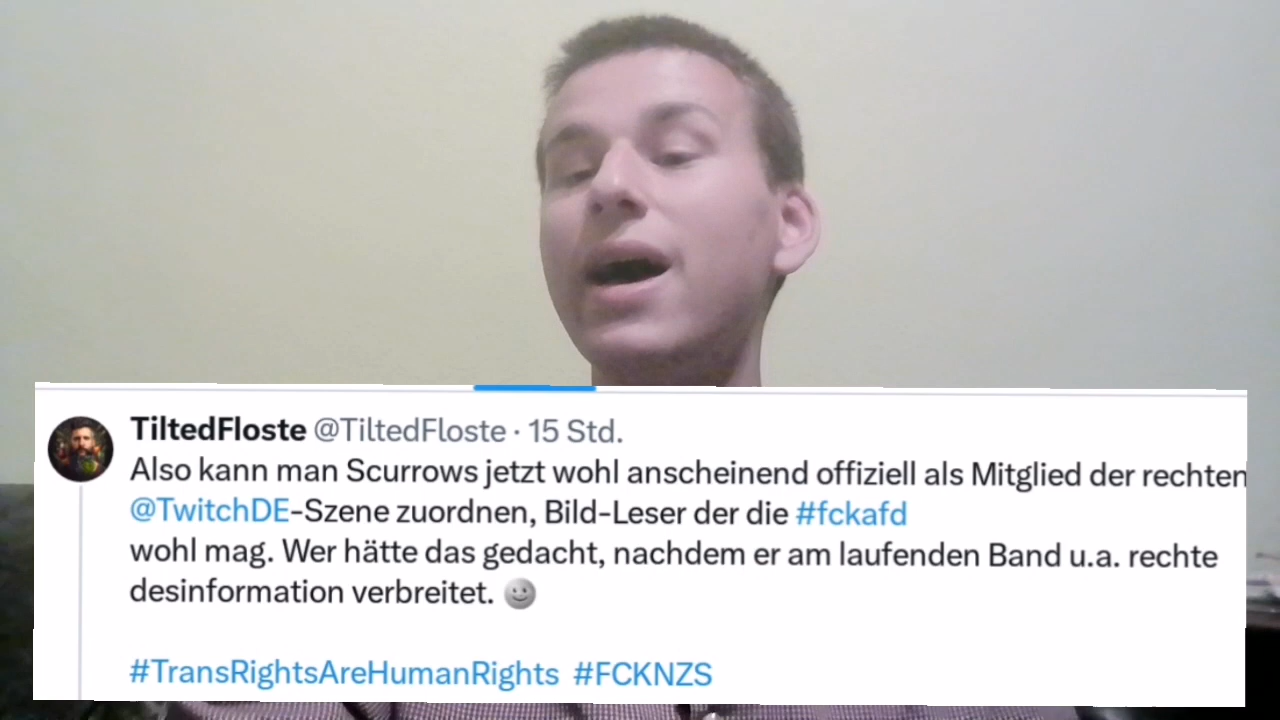 TiltedFloste @TiltedFloste · 15 Std.
Also kann man Scurrows jetzt wohl anscheinend offiziell als Mitglied der rechten
@TwitchDE-Szene zuordnen, Bild-Leser der die #fckafd
wohl mag. Wer hätte das gedacht, nachdem er am laufenden Band u.a. rechte
desinformation verbreitet. 🌚
#TransRightsAreHumanRights #FCKNZS